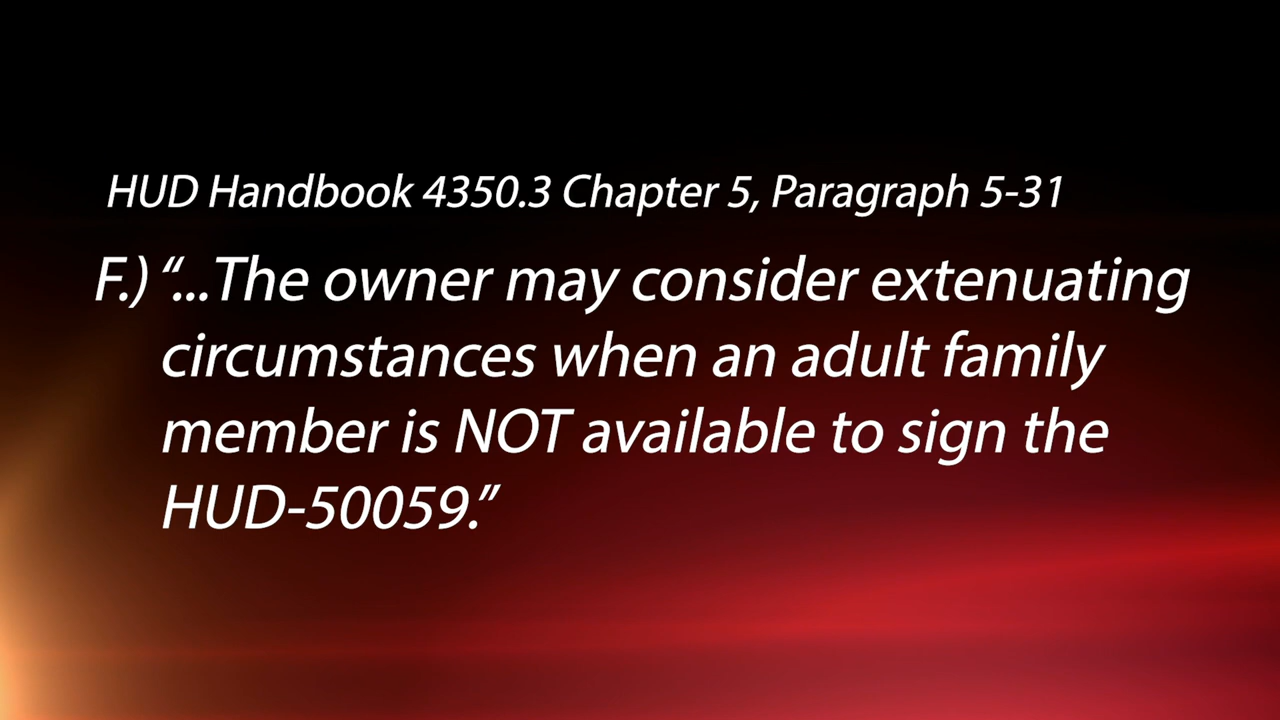 HUD Handbook 4350.3 Chapter 5, Paragraph 5-31
F.) “...The owner may consider extenuating
circumstances when an adult family
member is NOT available to sign the
HUD-50059.”